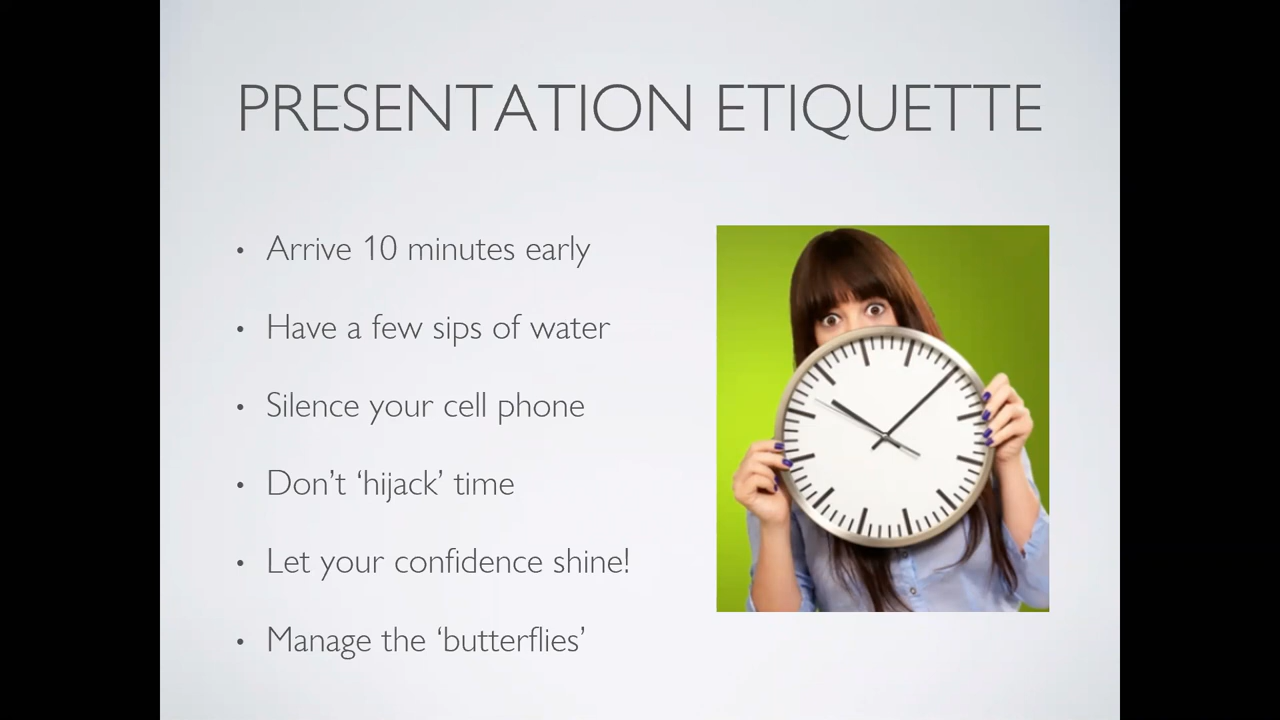 PRESENTATION ETIQUETTE
• Arrive 10 minutes early
• Have a few sips of water
• Silence your cell phone
• Don’t ‘hijack’ time
• Let your confidence shine!
• Manage the ‘butterflies’